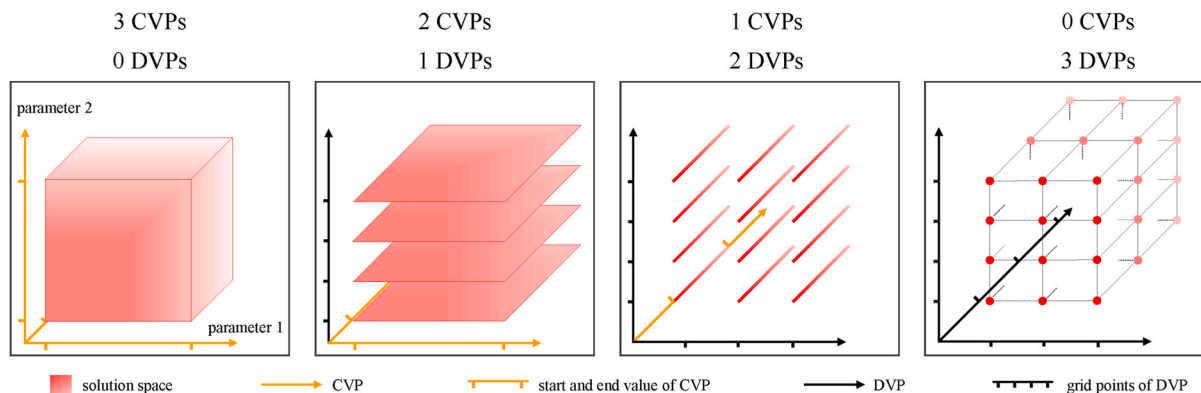 3 CVPs
0 DVPs
2 CVPs
1 DVPs
1 CVPs
2 DVPs
0 CVPs
3 DVPs
parameter 2
parameter 1
solution space
CVP
start and end value of CVP
DVP
grid points of DVP